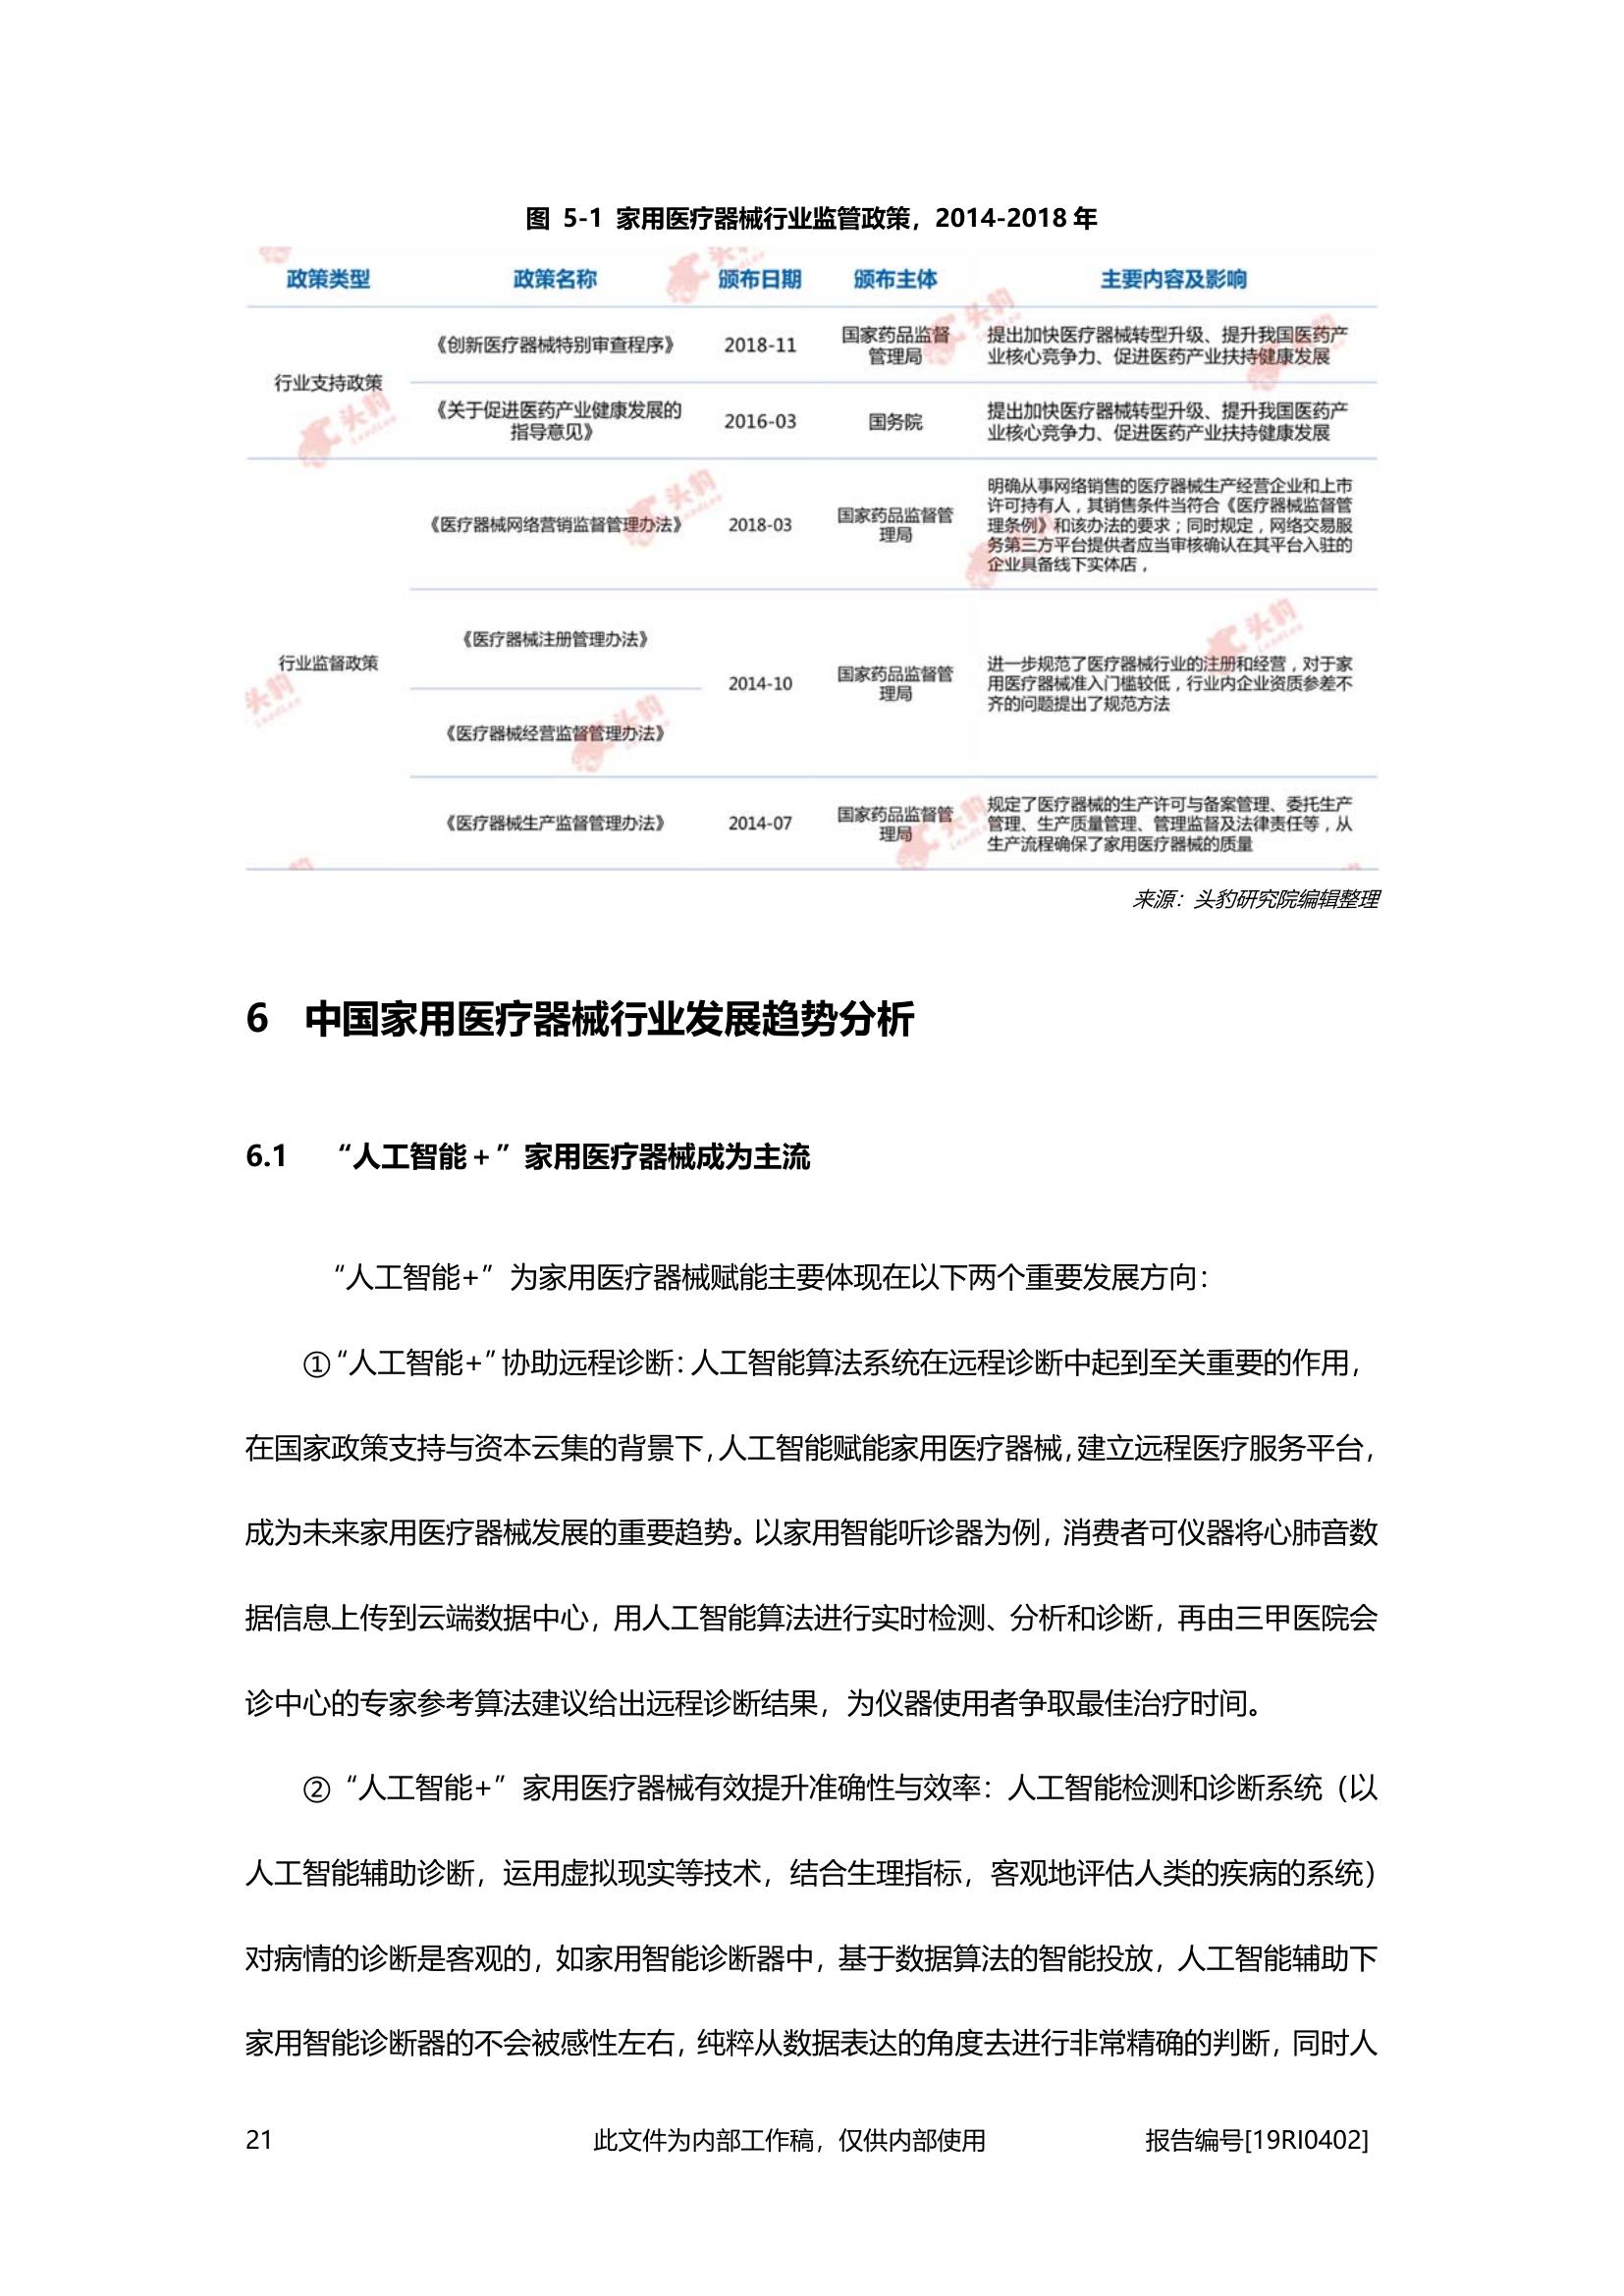 图 5-1 家用医疗器械行业监管政策，2014-2018 年
政策类型 政策名称 颁布日期 颁布主体 主要内容及影响
行业支持政策
《创新医疗器械特别审查程序》 2018-11
国家药品监督
管理局
提出加快医疗器械转型升级、提升我国医药产
业核心竞争力、促进医药产业扶持健康发展
《关于促进医药产业健康发展的
指导意见》
2016-03 国务院
提出加快医疗器械转型升级、提升我国医药产
业核心竞争力、促进医药产业扶持健康发展
行业监督政策
《医疗器械网络营销监督管理办法》 2018-03
国家药品监督管
理局
明确从事网络销售的医疗器械生产经营企业和上市
许可持有人，其销售条件当符合《医疗器械监督管
理条例》和该办法的要求；同时规定，网络交易服
务第三方平台提供者应当审核确认在其平台入驻的
企业具备线下实体店，
《医疗器械注册管理办法》
《医疗器械经营监督管理办法》
2014-10
国家药品监督管
理局
进一步规范了医疗器械行业的注册和经营，对于家
用医疗器械准入门槛较低，行业内企业资质参差不
齐的问题提出了规范方法
《医疗器械生产监督管理办法》 2014-07
国家药品监督管
理局
规定了医疗器械的生产许可与备案管理、委托生产
管理、生产质量管理、管理监督及法律责任等，从
生产流程确保了家用医疗器械的质量
头豹
LeadLeo
来源：头豹研究院编辑整理
6 中国家用医疗器械行业发展趋势分析
6.1 “人工智能＋”家用医疗器械成为主流
“人工智能+”为家用医疗器械赋能主要体现在以下两个重要发展方向：
①“人工智能+”协助远程诊断：人工智能算法系统在远程诊断中起到至关重要的作用，
在国家政策支持与资本云集的背景下，人工智能赋能家用医疗器械，建立远程医疗服务平台，
成为未来家用医疗器械发展的重要趋势。以家用智能听诊器为例，消费者可仪器将心肺音数
据信息上传到云端数据中心，用人工智能算法进行实时检测、分析和诊断，再由三甲医院会
诊中心的专家参考算法建议给出远程诊断结果，为仪器使用者争取最佳治疗时间。
②“人工智能+”家用医疗器械有效提升准确性与效率：人工智能检测和诊断系统（以
人工智能辅助诊断，运用虚拟现实等技术，结合生理指标，客观地评估人类的疾病的系统）
对病情的诊断是客观的，如家用智能诊断器中，基于数据算法的智能投放，人工智能辅助下
家用智能诊断器的不会被感性左右，纯粹从数据表达的角度去进行非常精确的判断，同时人
21 此文件为内部工作稿，仅供内部使用 报告编号[19RI0402]